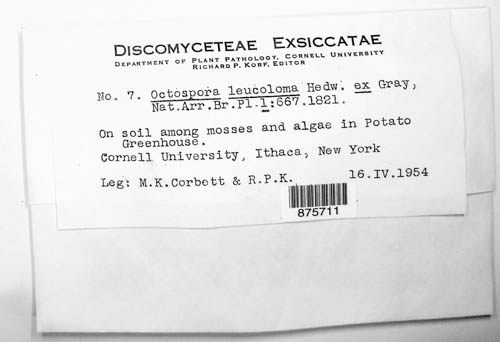 DISCOMYCETEAE EXSICCATAE
DEPARTMENT OF PLANT PATHOLOGY, CORNELL UNIVERSITY
RICHARD P. KORF, EDITOR
No. 7. Octospora leucoloma Hedw. ex Gray,
Nat.Arr.Br.Pl.1:667.1821.
On soil among mosses and algae in Potato
Greenhouse.
Cornell University, Ithaca, New York
Leg: M.K.Corbett & R.P.K. 16.IV.1954
875711